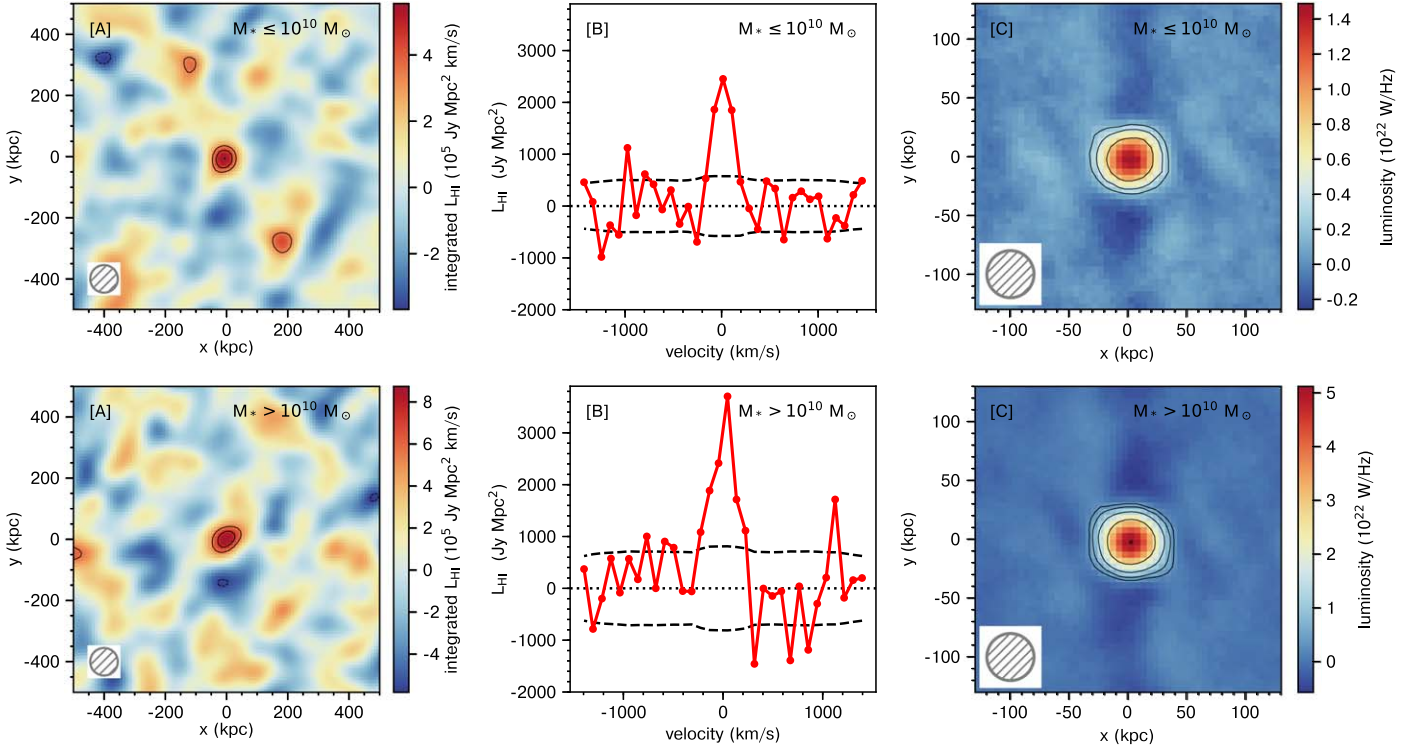 [A] M* ≤ 10¹⁰ M⊙
400
200
0
-200
-400
y (kpc)
-400 -200 0 200 400
x (kpc)
4
2
0
-2
integrated L_HI (10⁵ Jy Mpc² km/s)
[B] M* ≤ 10¹⁰ M⊙
3000
2000
1000
0
-1000
-2000
L_HI (Jy Mpc²)
-1000 0 1000
velocity (km/s)
[C] M* ≤ 10¹⁰ M⊙
100
50
0
-50
-100
y (kpc)
-100 -50 0 50 100
x (kpc)
1.4
1.2
1.0
0.8
0.6
0.4
0.2
0.0
-0.2
luminosity (10²² W/Hz)
[A] M* > 10¹⁰ M⊙
400
200
0
-200
-400
y (kpc)
-400 -200 0 200 400
x (kpc)
8
6
4
2
0
-2
-4
integrated L_HI (10⁵ Jy Mpc² km/s)
[B] M* > 10¹⁰ M⊙
3000
2000
1000
0
-1000
-2000
L_HI (Jy Mpc²)
-1000 0 1000
velocity (km/s)
[C] M* > 10¹⁰ M⊙
100
50
0
-50
-100
y (kpc)
-100 -50 0 50 100
x (kpc)
5
4
3
2
1
0
luminosity (10²² W/Hz)